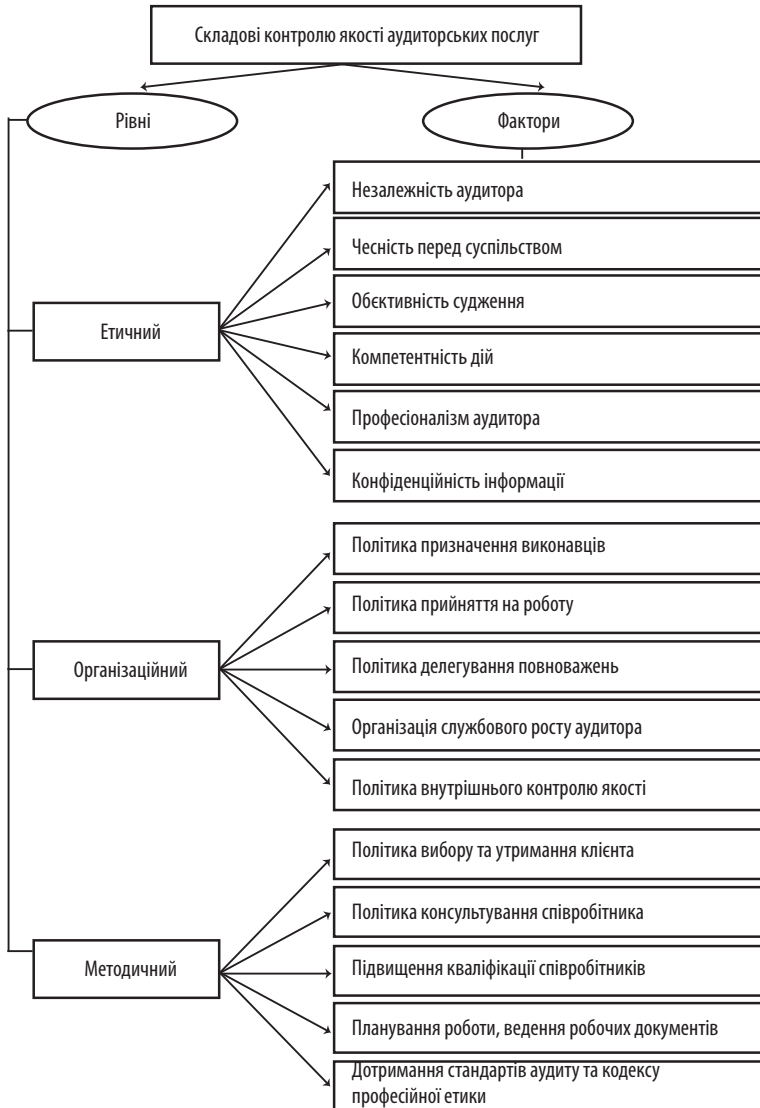 Складові контролю якості аудиторських послуг
Рівні
Фактори
Незалежність аудитора
Чесність перед суспільством
Обєктивність судження
Етичний
Компетентність дій
Професіоналізм аудитора
Конфіденційність інформації
Політика призначення виконавців
Політика прийняття на роботу
Організаційний
Політика делегування повноважень
Організація службового росту аудитора
Політика внутрішнього контролю якості
Політика вибору та утримання клієнта
Політика консультування співробітника
Методичний
Підвищення кваліфікації співробітників
Планування роботи, ведення робочих документів
Дотримання стандартів аудиту та кодексу
професійної етики